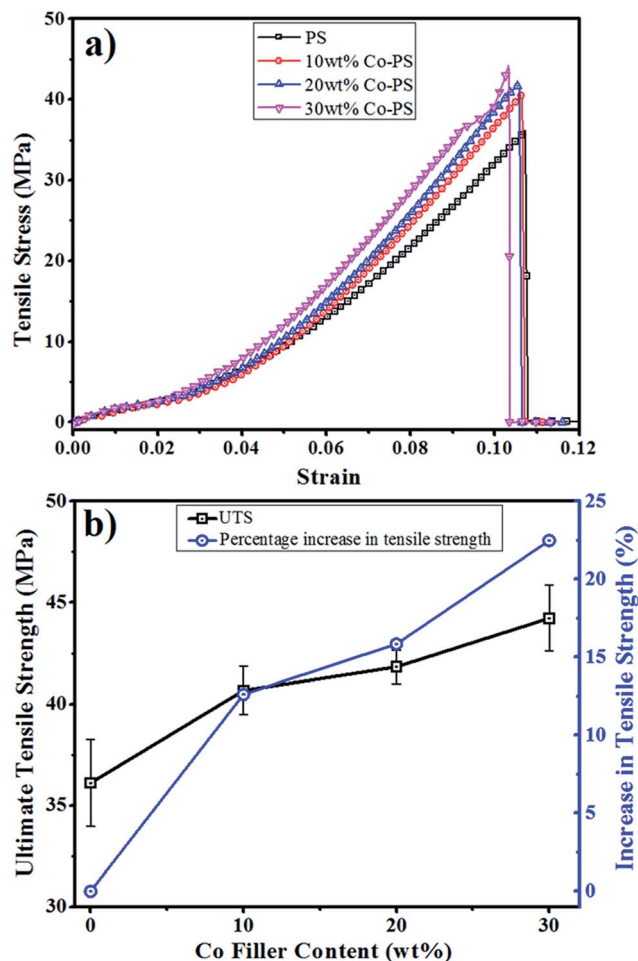 a)
PS
10wt% Co-PS
20wt% Co-PS
30wt% Co-PS
Tensile Stress (MPa)
50
40
30
20
10
0
0.00 0.02 0.04 0.06 0.08 0.10 0.12
Strain
b)
UTS
Percentage increase in tensile strength
Ultimate Tensile Strength (MPa)
50
45
40
35
30
Increase in Tensile Strength (%)
25
20
15
10
5
0
0 10 20 30
Co Filler Content (wt%)